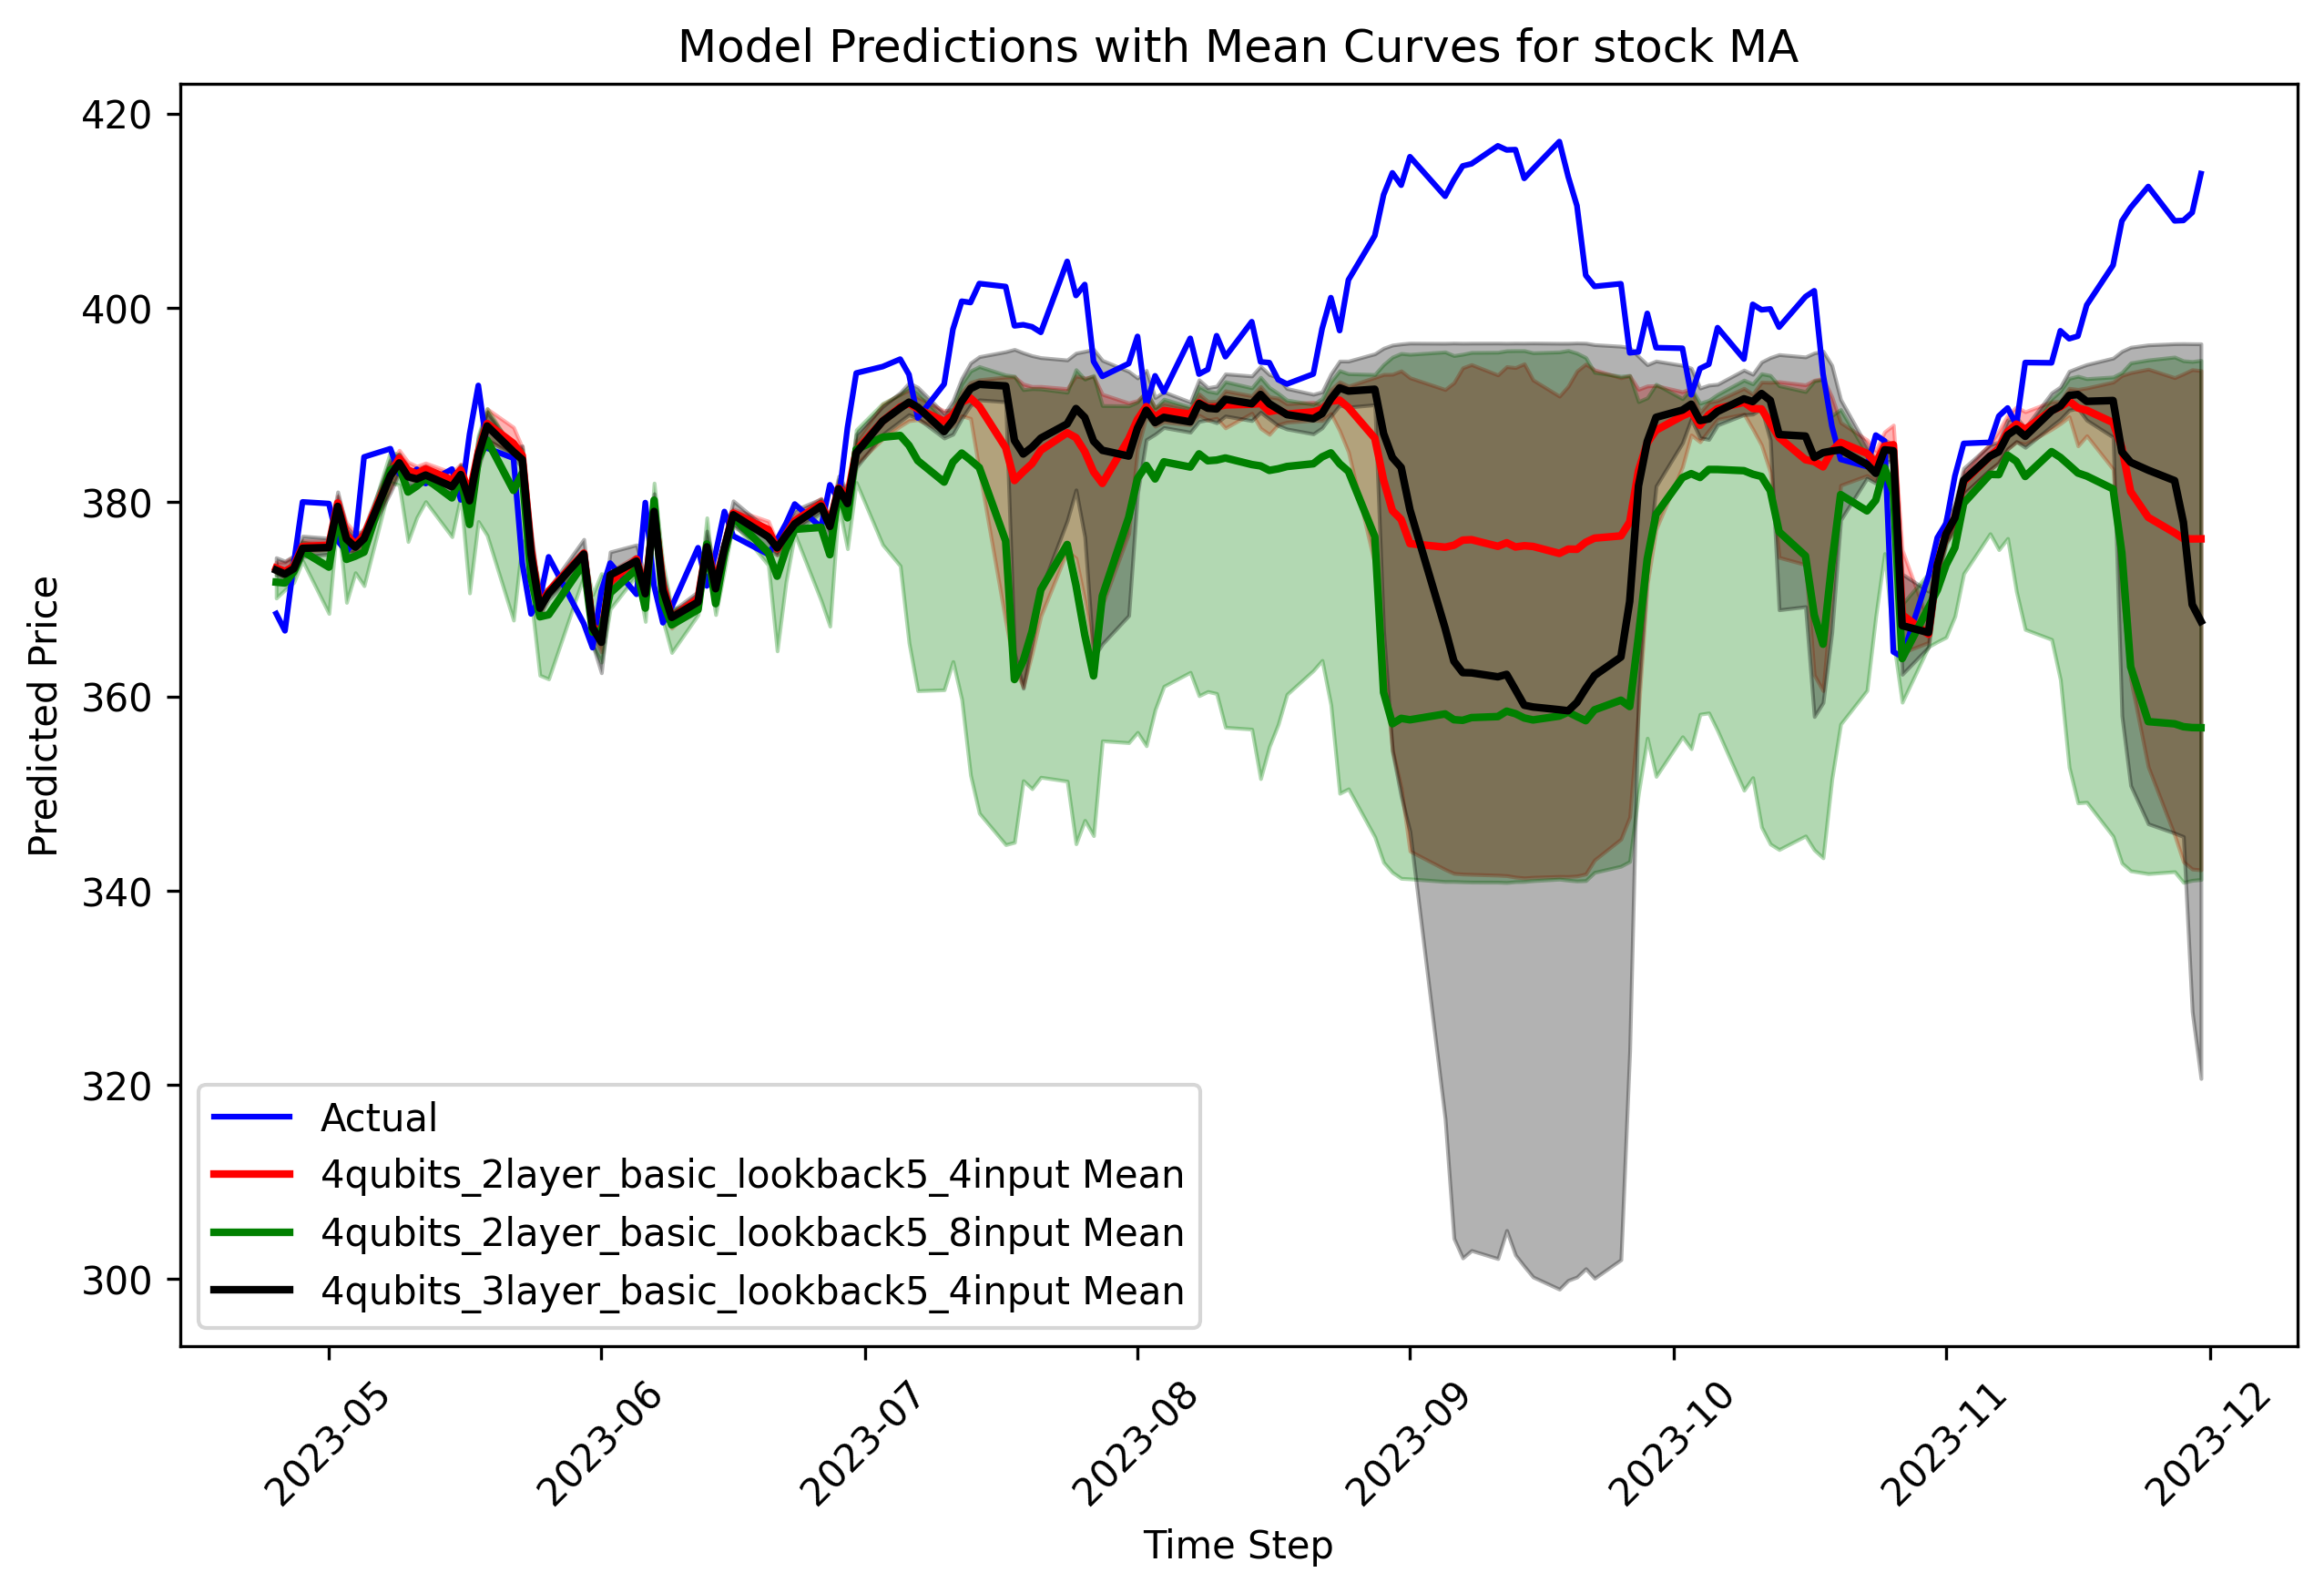 Model Predictions with Mean Curves for stock MA
420
400
380
360
340
320
300
Predicted Price
Actual
4qubits_2layer_basic_lookback5_4input Mean
4qubits_2layer_basic_lookback5_8input Mean
4qubits_3layer_basic_lookback5_4input Mean
2023-05
2023-06
2023-07
2023-08
2023-09
2023-10
2023-11
2023-12
Time Step